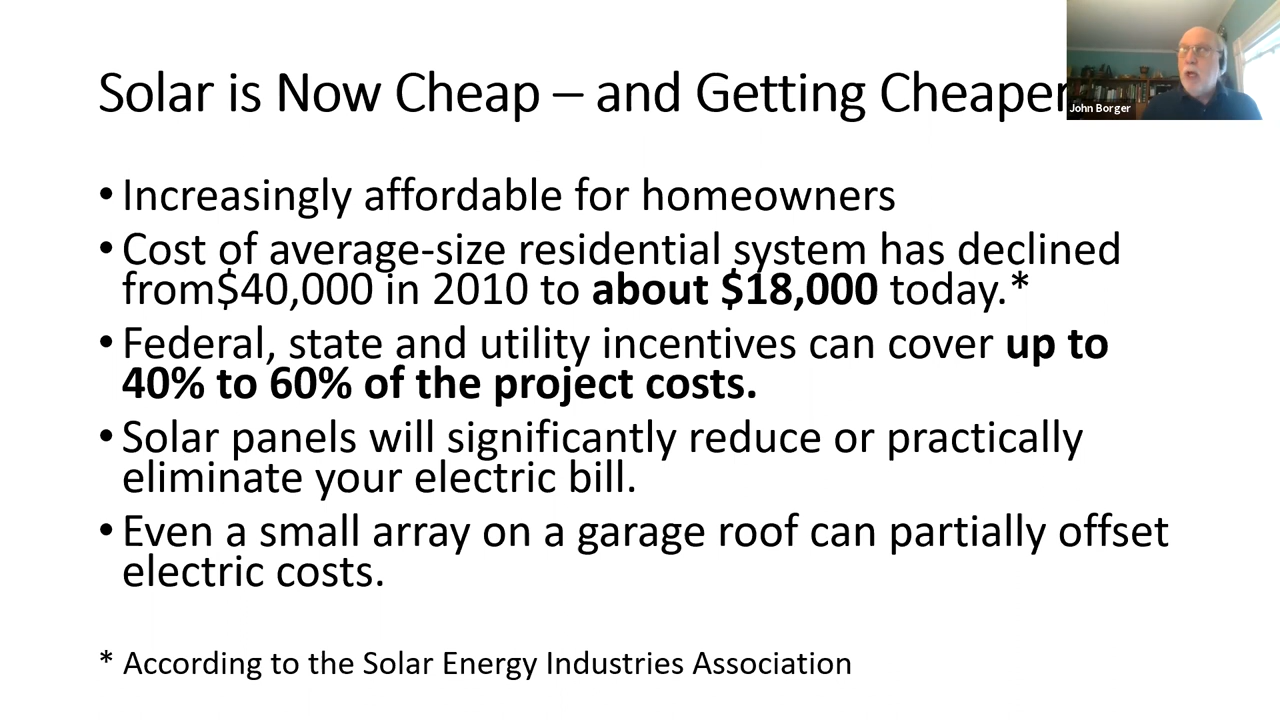 Solar is Now Cheap – and Getting Cheaper
John Borger
• Increasingly affordable for homeowners
• Cost of average-size residential system has declined
from$40,000 in 2010 to about $18,000 today.*
• Federal, state and utility incentives can cover up to
40% to 60% of the project costs.
• Solar panels will significantly reduce or practically
eliminate your electric bill.
• Even a small array on a garage roof can partially offset
electric costs.
* According to the Solar Energy Industries Association